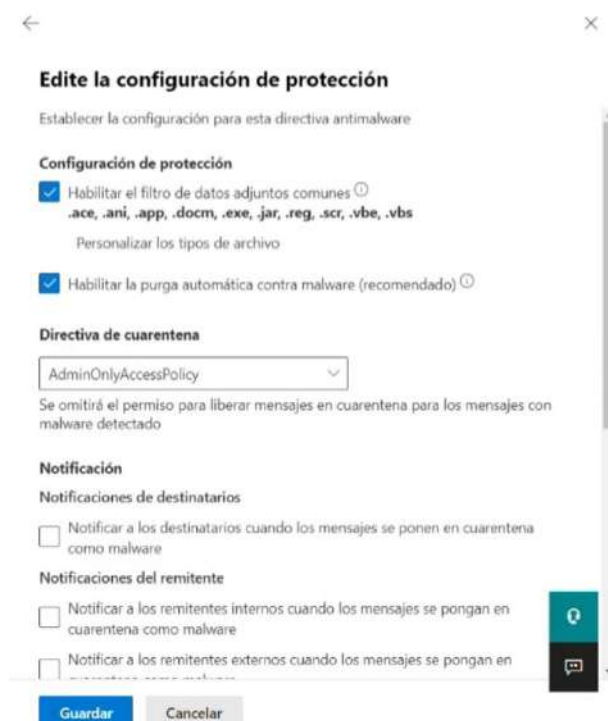 Edite la configuración de protección
Establecer la configuración para esta directiva antimalware
Configuración de protección
Habilitar el filtro de datos adjuntos comunes
.ace, .ani, .app, .docm, .exe, .jar, .reg, .scr, .vbe, .vbs
Personalizar los tipos de archivo
Habilitar la purga automática contra malware (recomendado)
Directiva de cuarentena
AdminOnlyAccessPolicy
Se omitirá el permiso para liberar mensajes en cuarentena para los mensajes con
malware detectado
Notificación
Notificaciones de destinatarios
Notificar a los destinatarios cuando los mensajes se ponen en cuarentena
como malware
Notificaciones del remitente
Notificar a los remitentes internos cuando los mensajes se pongan en
cuarentena como malware
Notificar a los remitentes externos cuando los mensajes se pongan en
Guardar
Cancelar